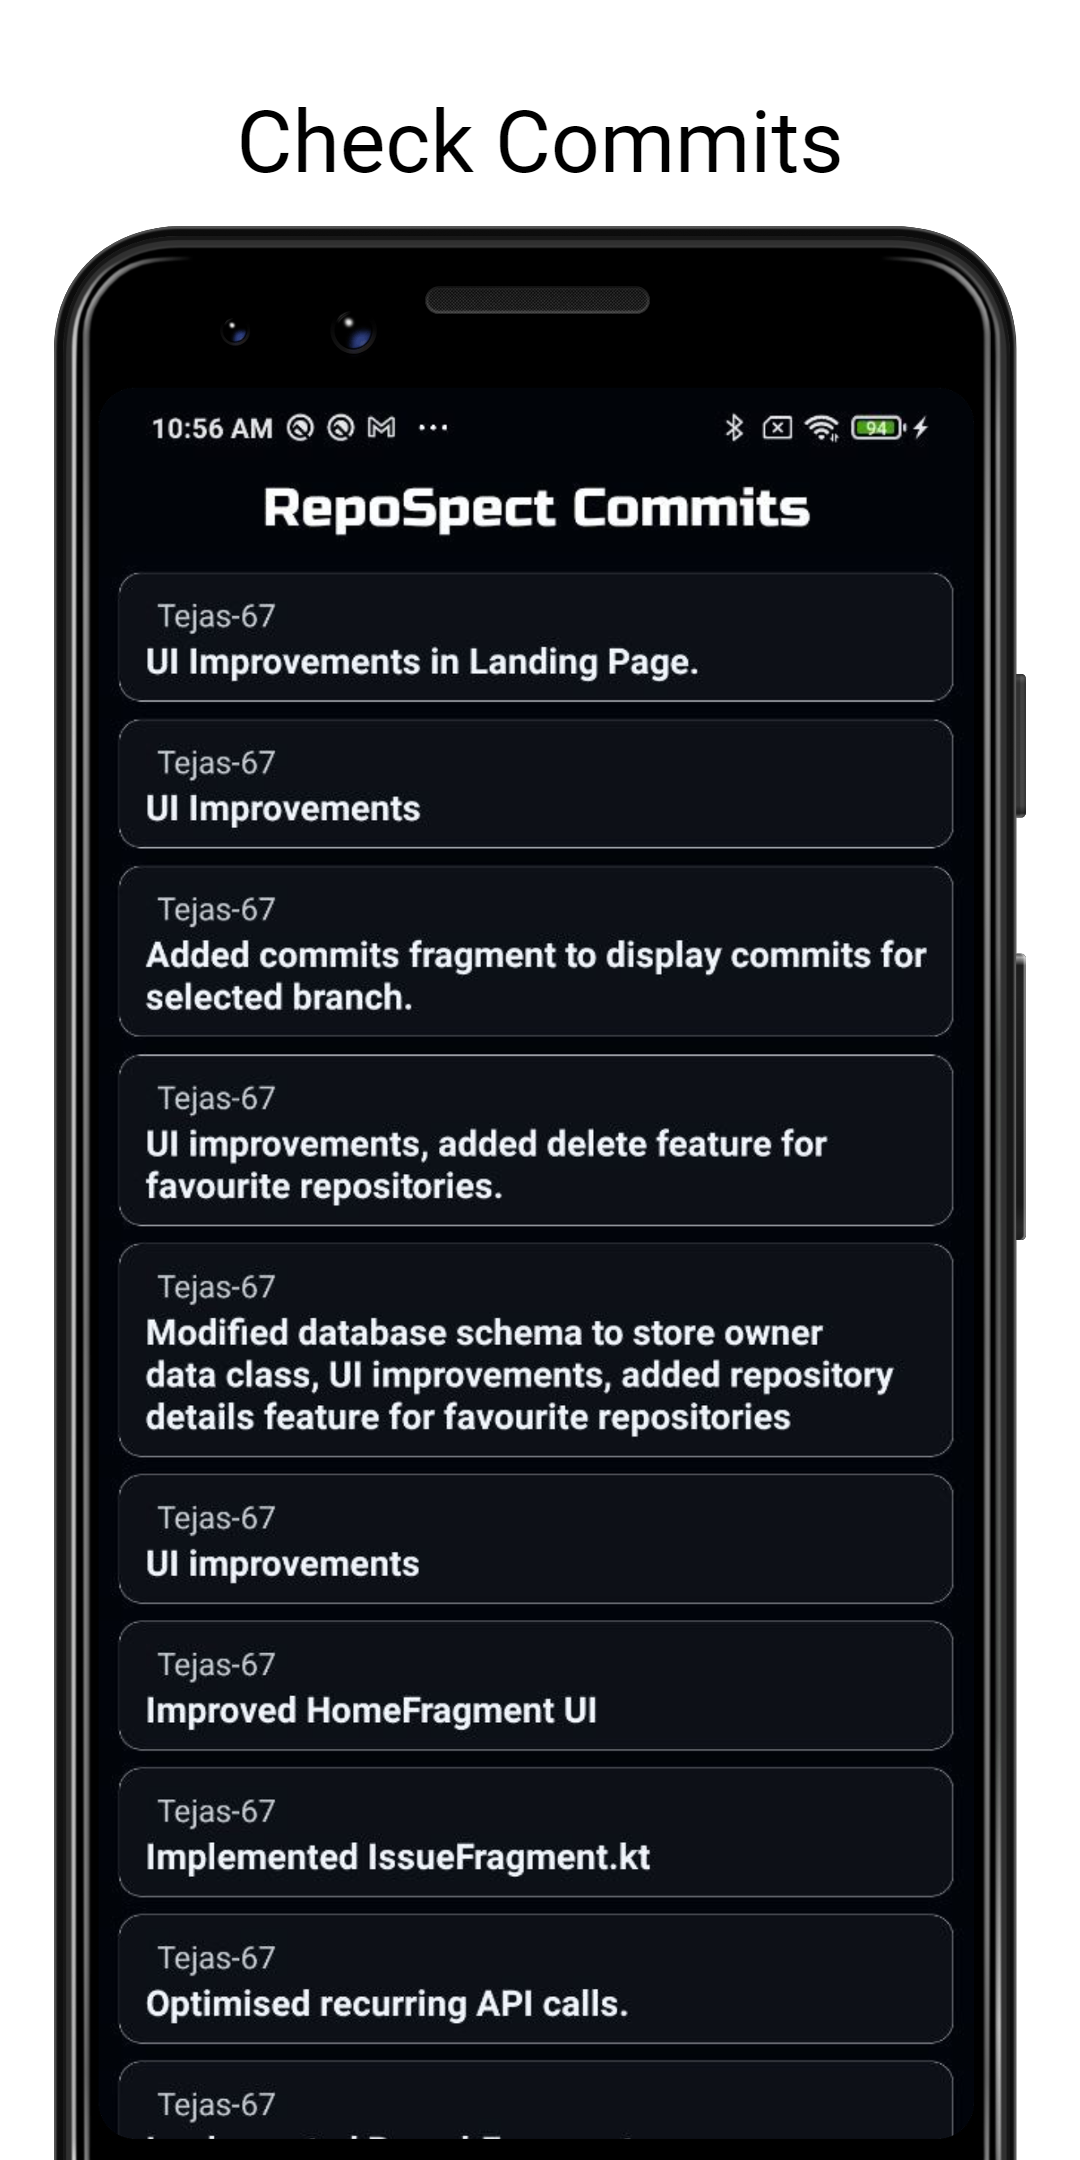 Check Commits
10:56 AM
94
RepoSpect Commits
Tejas-67
UI Improvements in Landing Page.
Tejas-67
UI Improvements
Tejas-67
Added commits fragment to display commits for
selected branch.
Tejas-67
UI improvements, added delete feature for
favourite repositories.
Tejas-67
Modified database schema to store owner
data class, UI improvements, added repository
details feature for favourite repositories
Tejas-67
UI improvements
Tejas-67
Improved HomeFragment UI
Tejas-67
Implemented IssueFragment.kt
Tejas-67
Optimised recurring API calls.
Tejas-67